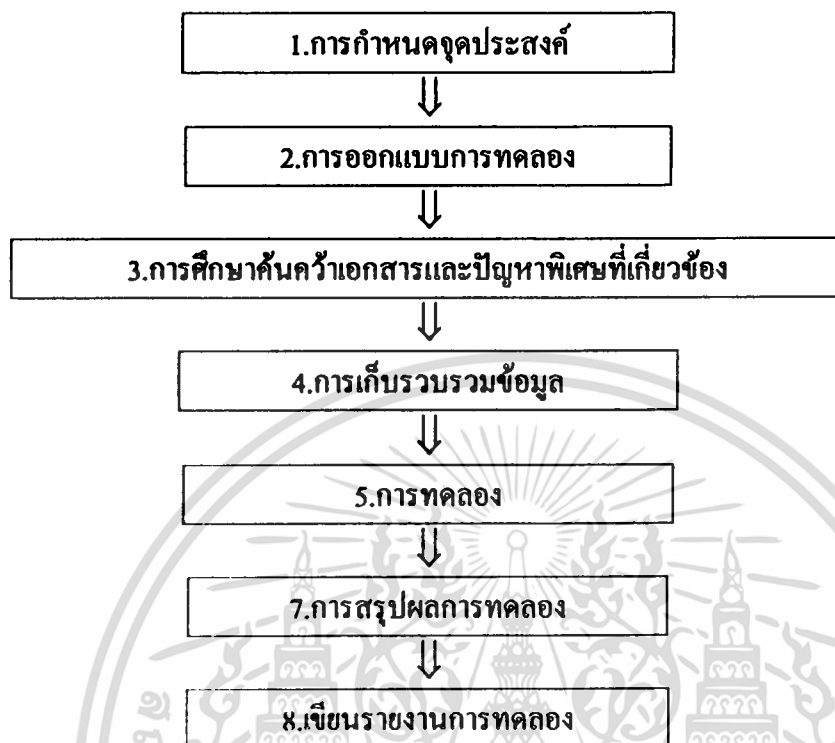 1.การกำหนดจุดประสงค์
2.การออกแบบการทดลอง
3.การศึกษาค้นคว้าเอกสารและปัญหาพิเศษที่เกี่ยวข้อง
4.การเก็บรวบรวมข้อมูล
5.การทดลอง
7.การสรุปผลการทดลอง
8.เขียนรายงานการทดลอง